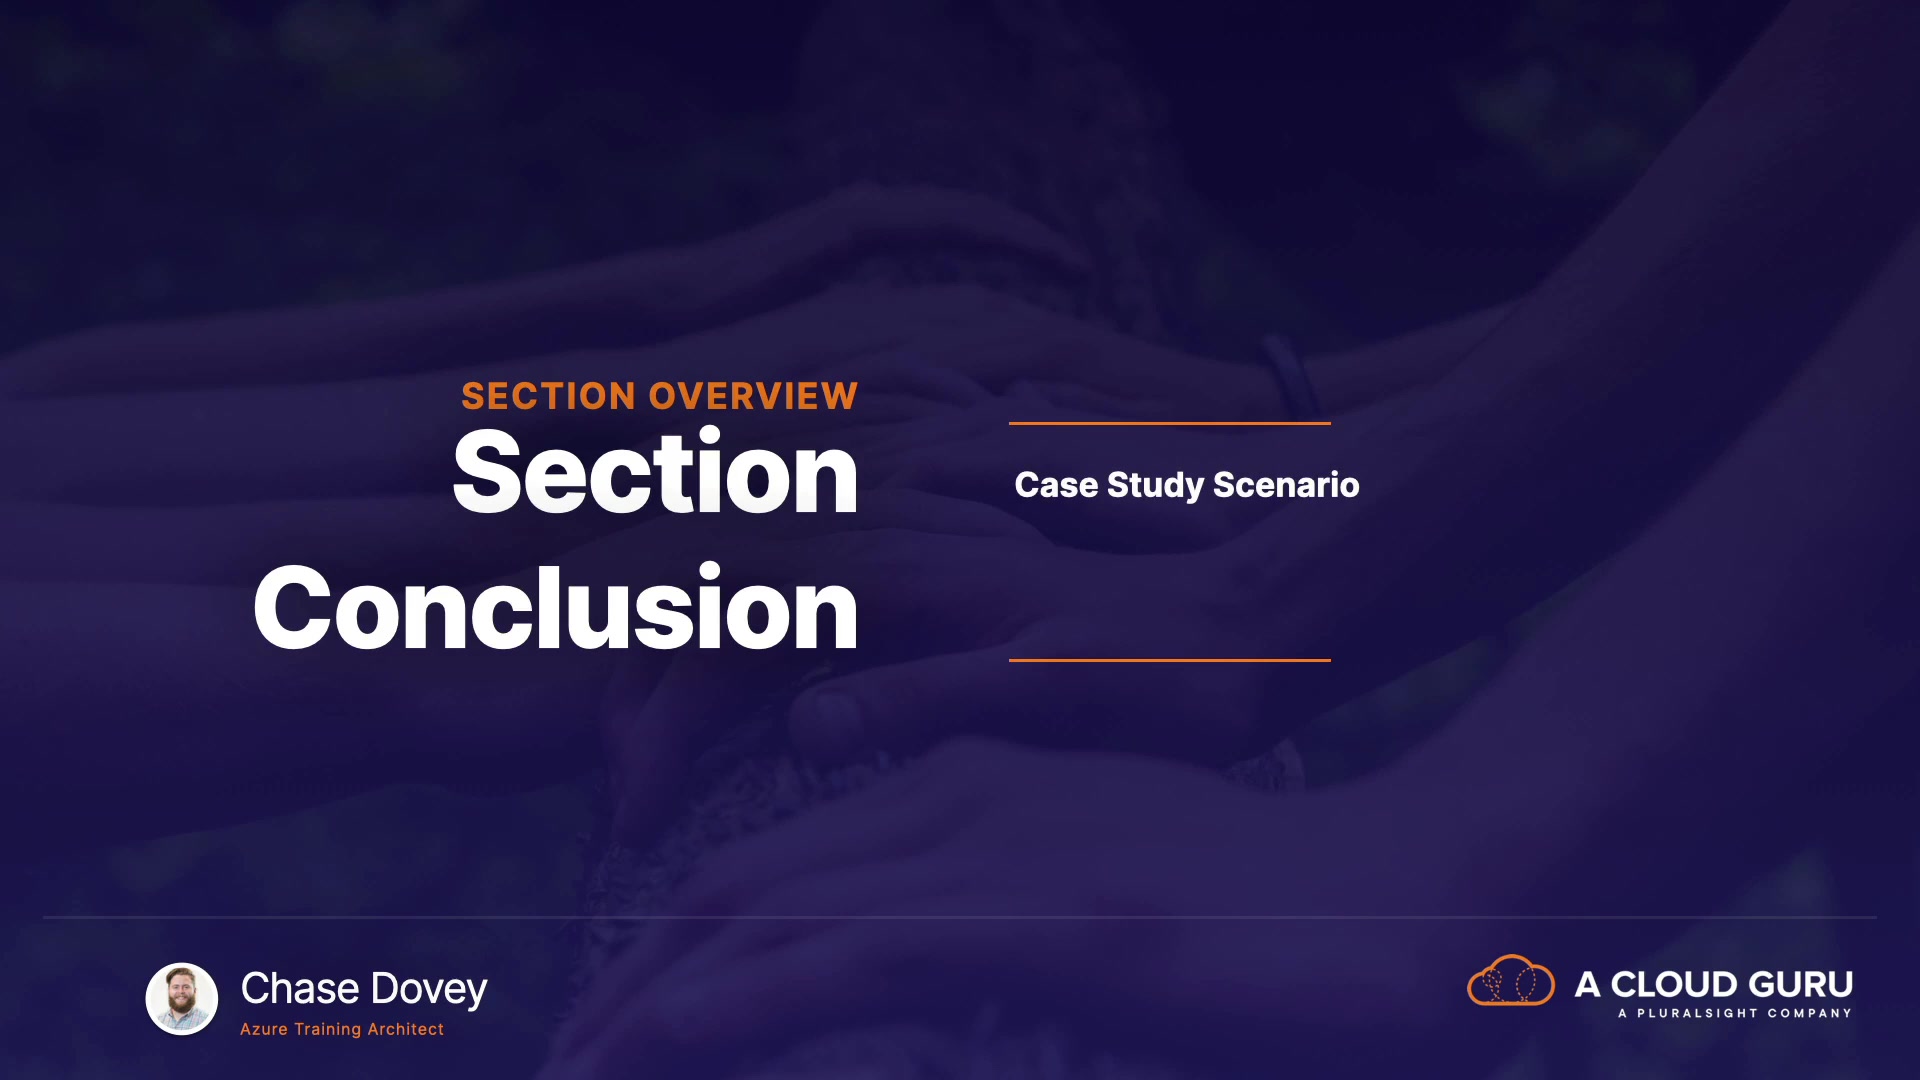 SECTION OVERVIEW
Section
Conclusion
Case Study Scenario
Chase Dovey
Azure Training Architect
A CLOUD GURU
A PLURALSIGHT COMPANY